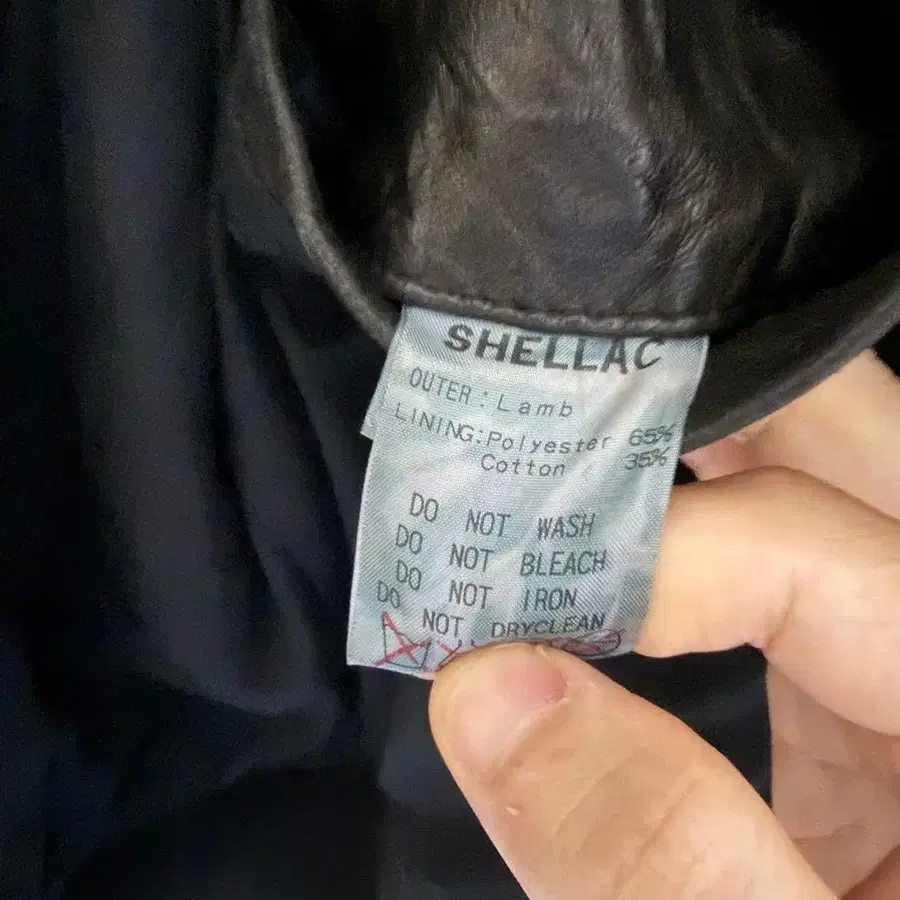 SHELLAC
OUTER : Lamb
LINING:Polyester 65%
Cotton 35%
DO NOT WASH
DO NOT BLEACH
DO NOT IRON
DO NOT DRYCLEAN